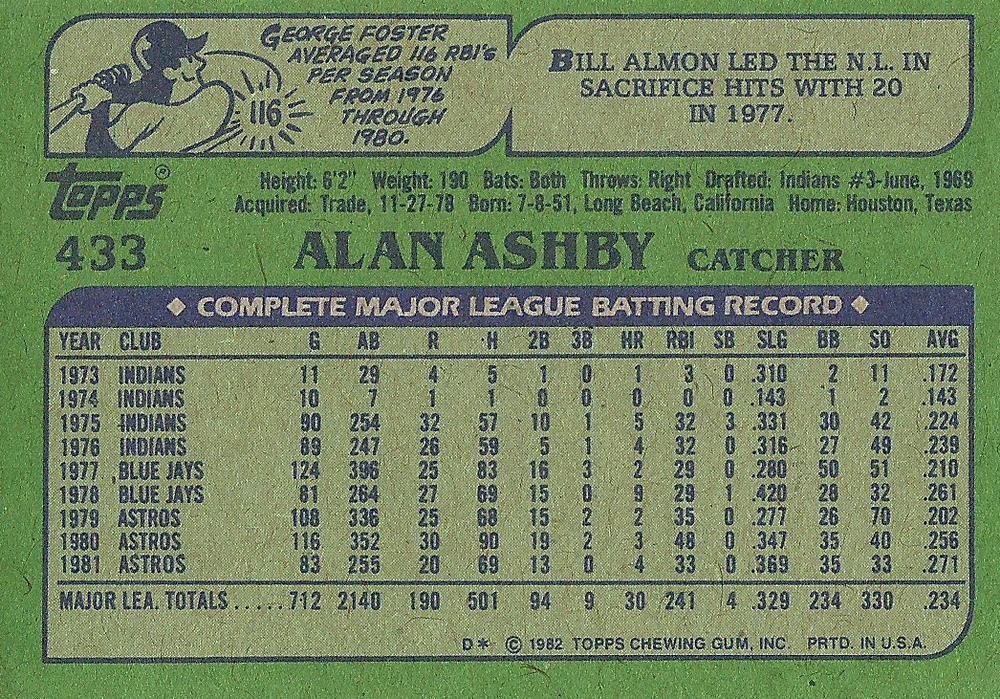 GEORGE FOSTER
AVERAGED 116 RBI's
PER SEASON
FROM 1976
THROUGH
1980.
116
BILL ALMON LED THE N.L. IN
SACRIFICE HITS WITH 20
IN 1977.
Topps®
Height: 6'2" Weight: 190 Bats: Both Throws: Right Drafted: Indians #3-June, 1969
Acquired: Trade, 11-27-78 Born: 7-8-51, Long Beach, California Home: Houston, Texas
433 ALAN ASHBY CATCHER
◆ COMPLETE MAJOR LEAGUE BATTING RECORD ◆
YEAR CLUB G AB R H 2B 3B HR RBI SB SLG BB SO AVG
1973 INDIANS 11 29 4 5 1 0 1 3 0 .310 2 11 .172
1974 INDIANS 10 7 1 1 0 0 0 0 0 .143 1 2 .143
1975 INDIANS 90 254 32 57 10 1 5 32 3 .331 30 42 .224
1976 INDIANS 89 247 26 59 5 1 4 32 0 .316 27 49 .239
1977 BLUE JAYS 124 396 25 83 16 3 2 29 0 .280 50 51 .210
1978 BLUE JAYS 81 264 27 69 15 0 9 29 1 .420 28 32 .261
1979 ASTROS 108 336 25 68 15 2 2 35 0 .277 26 70 .202
1980 ASTROS 116 352 30 90 19 2 3 48 0 .347 35 40 .256
1981 ASTROS 83 255 20 69 13 0 4 33 0 .369 35 33 .271
MAJOR LEA. TOTALS.....712 2140 190 501 94 9 30 241 4 .329 234 330 .234
D* © 1982 TOPPS CHEWING GUM, INC. PRTD. IN U.S.A.